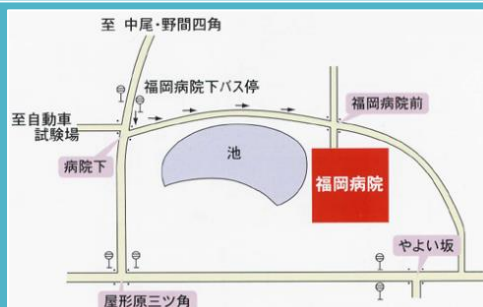 至 中尾・野間四角
福岡病院下バス停
福岡病院前
至自動車
試験場
病院下
池
福岡病院
やよい坂
屋形原三ツ角